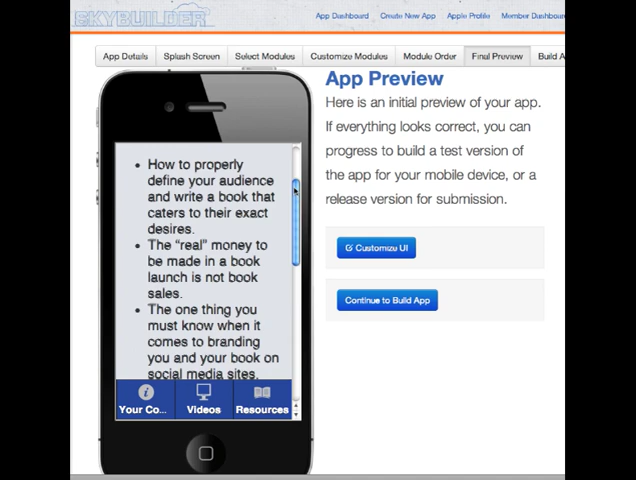 SKYBUILDER
App Dashboard Create New App Apple Profile Member Dashboar
App Details Splash Screen Select Modules Customize Modules Module Order Final Preview Build A
App Preview
Here is an initial preview of your app.
If everything looks correct, you can
progress to build a test version of
the app for your mobile device, or a
release version for submission.
Customize UI
Continue to Build App
• How to properly
define your audience
and write a book that
caters to their exact
desires.
• The “real” money to
be made in a book
launch is not book
sales.
• The one thing you
must know when it
comes to branding
you and your book on
social media sites.
Your Co... Videos Resources